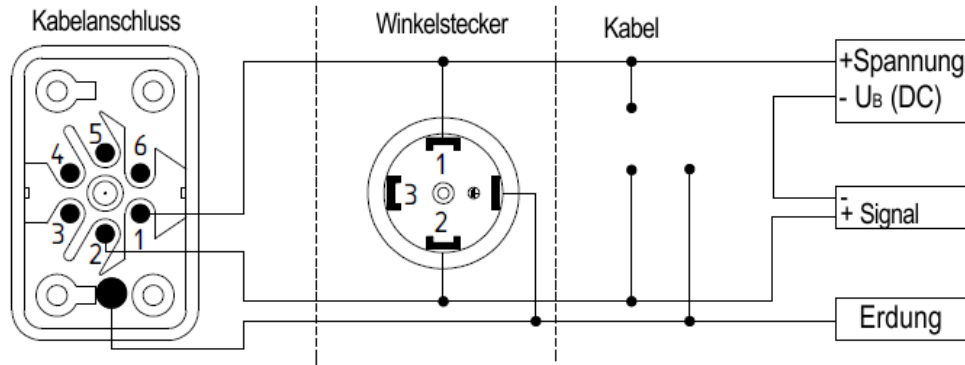 Kabelanschluss
Winkelstecker
Kabel
5
4
6
3
2
1
1
3
2
+Spannung
- UB (DC)
-
+ Signal
Erdung